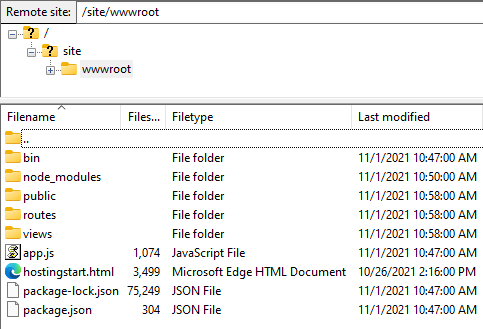 Remote site: /site/wwwroot
/
site
wwwroot
Filename Files... Filetype Last modified
..
bin File folder 11/1/2021 10:47:00 AM
node_modules File folder 11/1/2021 10:50:00 AM
public File folder 11/1/2021 10:58:00 AM
routes File folder 11/1/2021 10:58:00 AM
views File folder 11/1/2021 10:58:00 AM
app.js 1,074 JavaScript File 11/1/2021 10:47:00 AM
hostingstart.html 3,499 Microsoft Edge HTML Document 10/26/2021 2:16:00 PM
package-lock.json 75,249 JSON File 11/1/2021 10:47:00 AM
package.json 304 JSON File 11/1/2021 10:47:00 AM